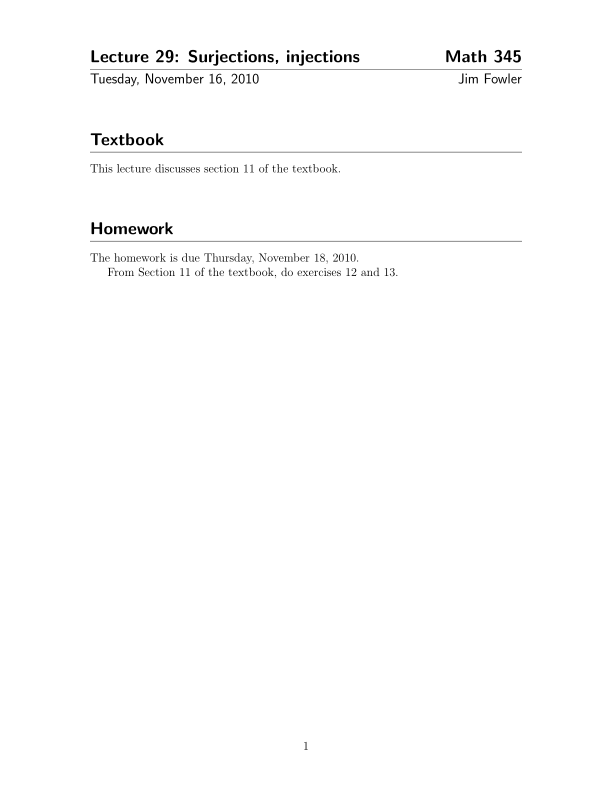 Lecture 29: Surjections, injections Math 345
Tuesday, November 16, 2010 Jim Fowler
Textbook
This lecture discusses section 11 of the textbook.
Homework
The homework is due Thursday, November 18, 2010.
From Section 11 of the textbook, do exercises 12 and 13.
1